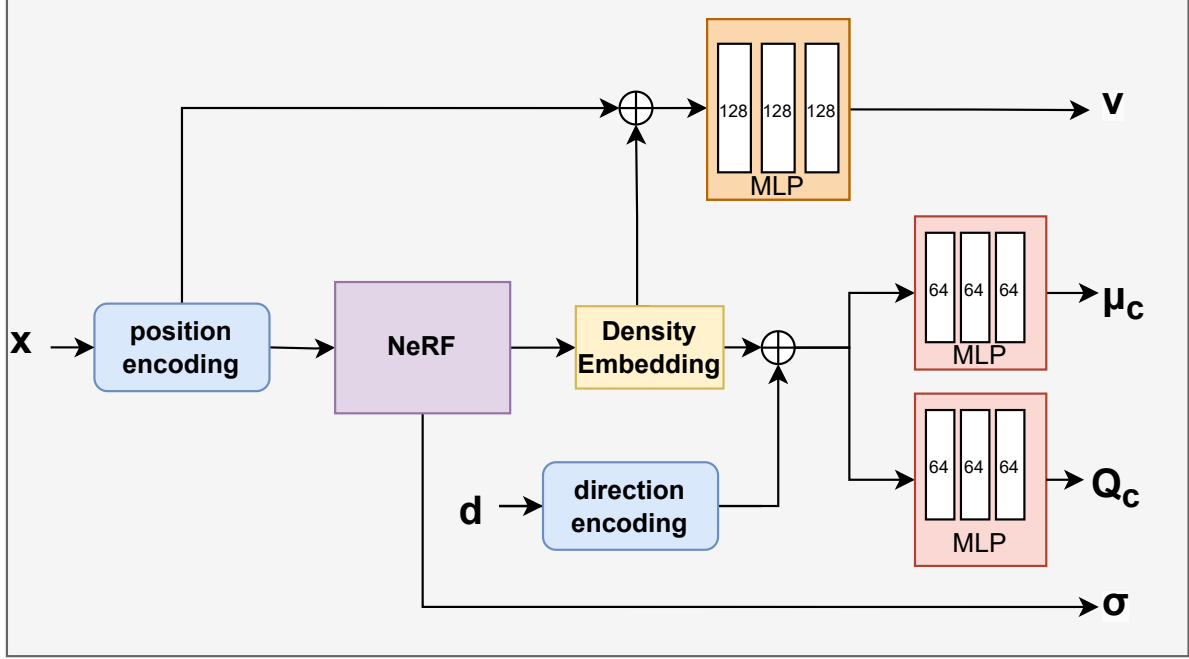 128 128 128
MLP
v
64 64 64
MLP
μc
x
position
encoding
NeRF
Density
Embedding
d
direction
encoding
64 64 64
MLP
Qc
σ